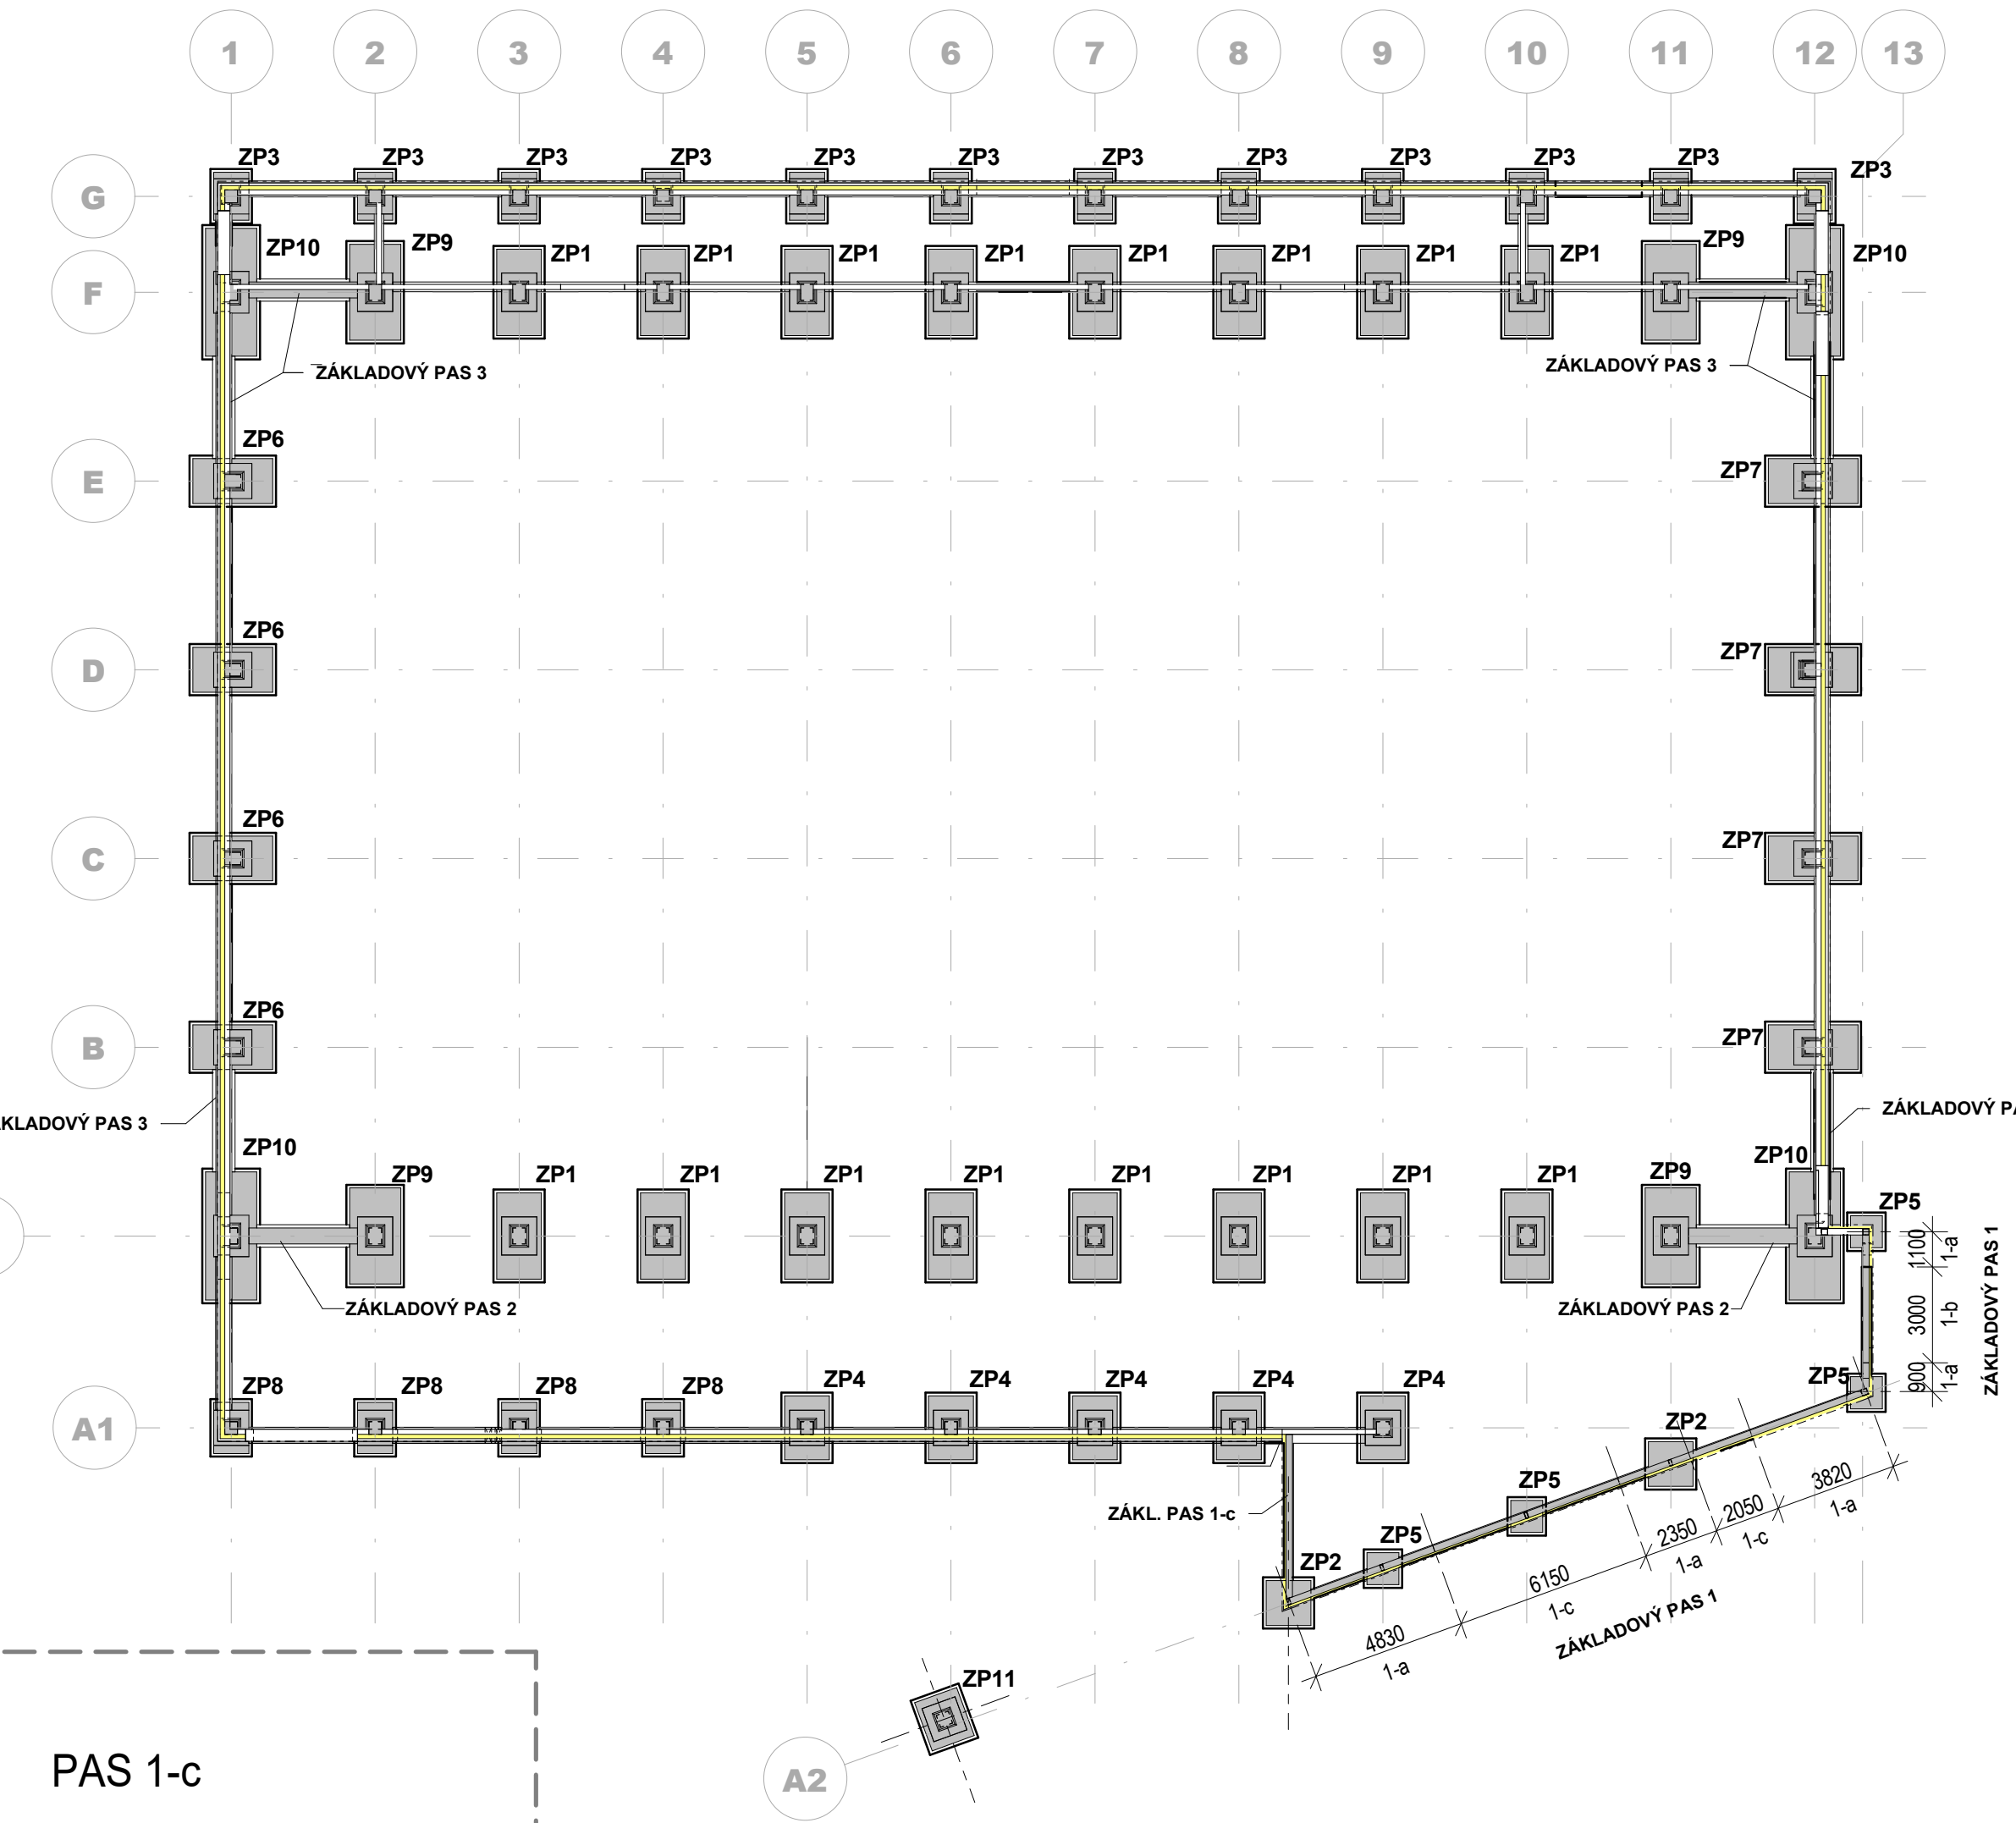 1 2 3 4 5 6 7 8 9 10 11 12 13
ZP3 ZP3 ZP3 ZP3 ZP3 ZP3 ZP3 ZP3 ZP3 ZP3 ZP3 ZP3
G
ZP10 ZP9 ZP1 ZP1 ZP1 ZP1 ZP1 ZP1 ZP1 ZP1 ZP9 ZP10
F
ZÁKLADOVÝ PAS 3 ZÁKLADOVÝ PAS 3
ZP6 ZP7
E
ZP6 ZP7
D
ZP6 ZP7
C
ZP6 ZP7
B
KLADOVÝ PAS 3 ZÁKLADOVÝ
ZP10 ZP9 ZP1 ZP1 ZP1 ZP1 ZP1 ZP1 ZP1 ZP1 ZP9 ZP10 ZP5
ZÁKLADOVÝ PAS 2 ZÁKLADOVÝ PAS 2
1100 1-a
3000 1-b
900 1-a
ZÁKLADOVÝ PAS 1
ZP8 ZP8 ZP8 ZP8 ZP4 ZP4 ZP4 ZP4 ZP4 ZP5
A1
ZP2
ZP5
ZÁKL. PAS 1-c
ZP5
ZP2
4830 6150 2350 2050 3820
1-a 1-c 1-a 1-c 1-a
ZÁKLADOVÝ PAS 1
ZP11
A2
PAS 1-c